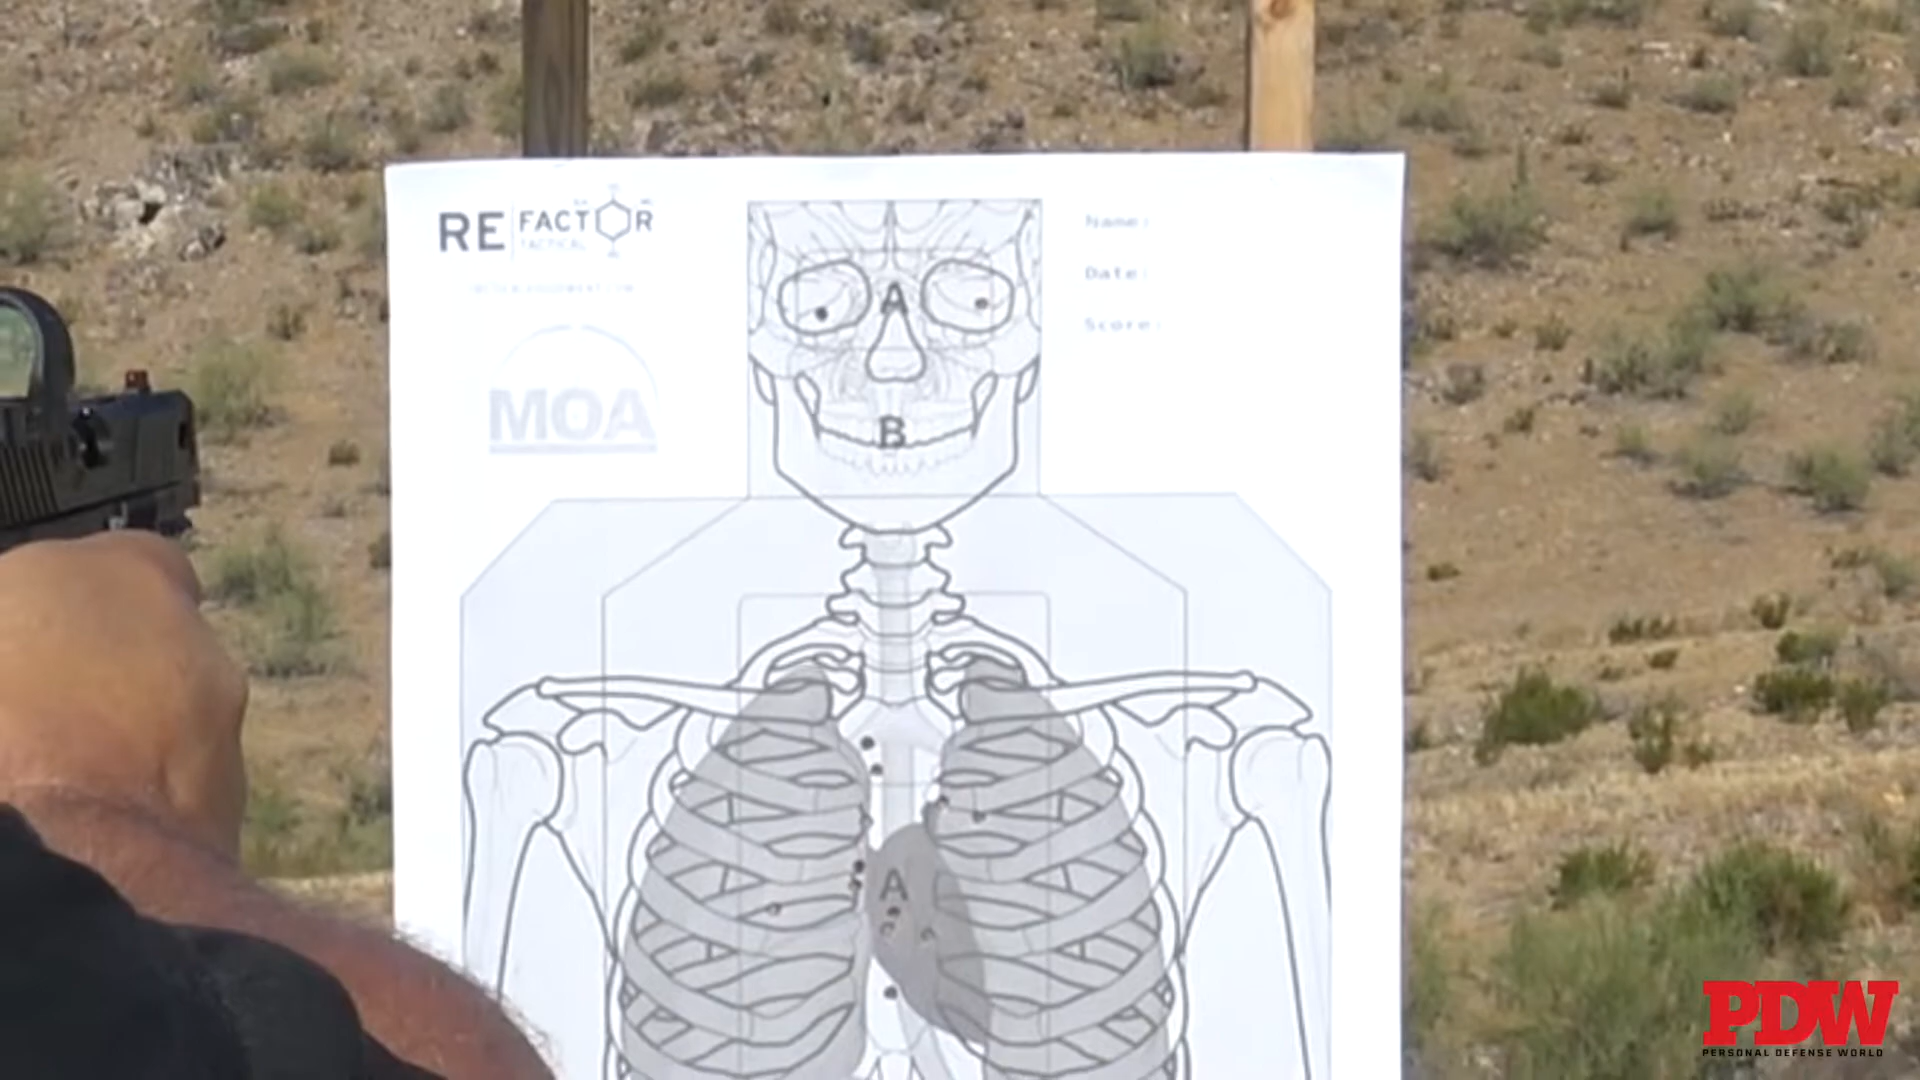 RE FACTOR
TACTICAL
MOA
Name:
Date:
Score:
A
B
A
PDW
PERSONAL DEFENSE WORLD